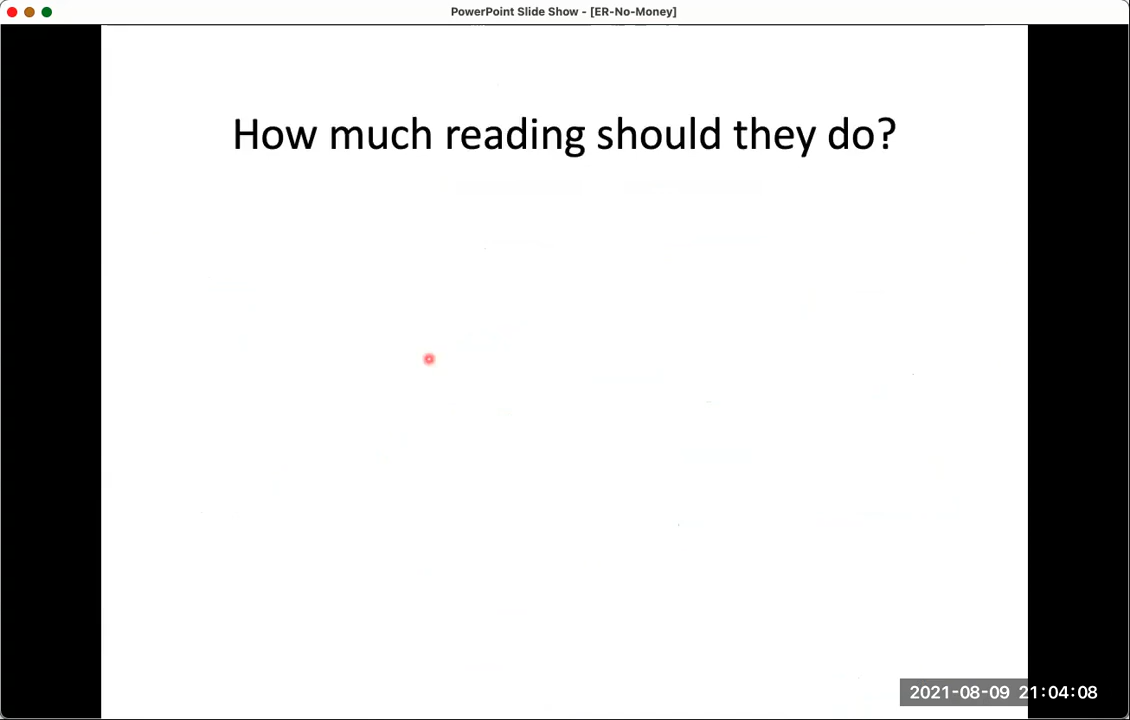 PowerPoint Slide Show - [ER-No-Money]
How much reading should they do?
2021-08-09 21:04:08